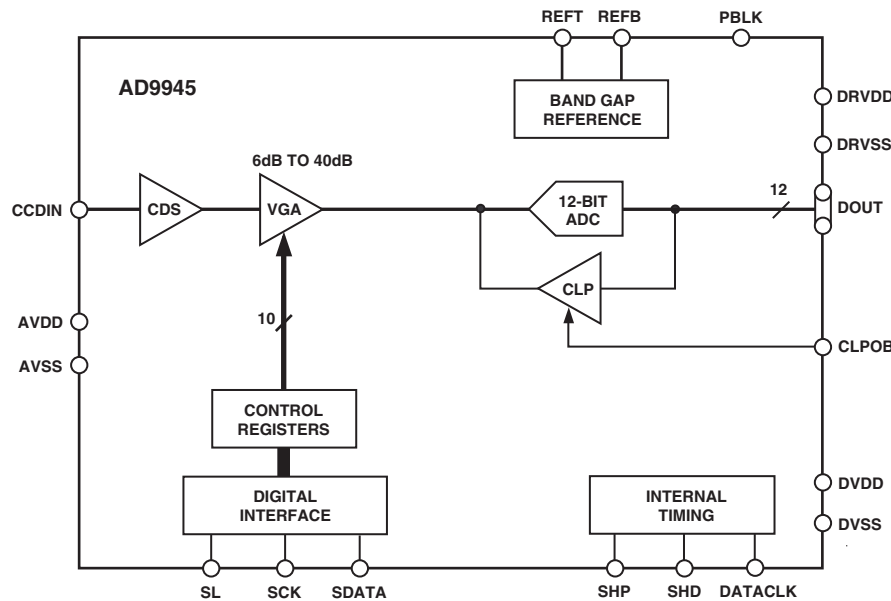 REFT REFB PBLK
AD9945
BAND GAP
REFERENCE
DRVDD
DRVSS
6dB TO 40dB
CCDIN
CDS
VGA
12-BIT
ADC
12
DOUT
CLP
AVDD
10
AVSS
CLPOB
CONTROL
REGISTERS
DIGITAL
INTERFACE
INTERNAL
TIMING
DVDD
DVSS
SL SCK SDATA SHP SHD DATACLK